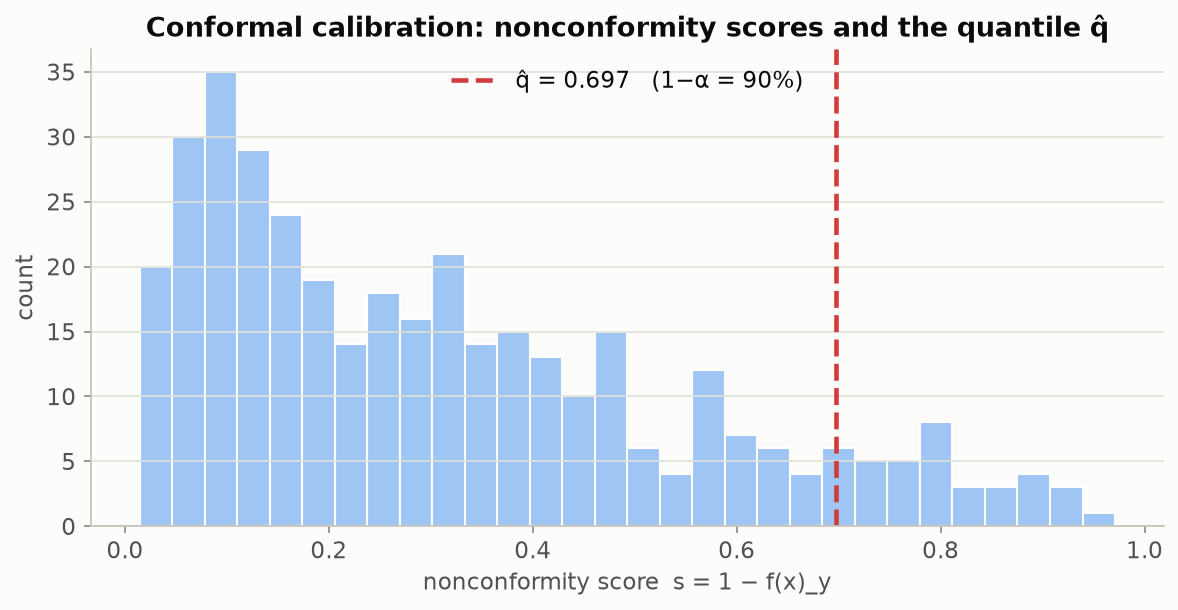 Conformal calibration: nonconformity scores and the quantile q̂
q̂ = 0.697   (1−α = 90%)
count
35
30
25
20
15
10
5
0
0.0 0.2 0.4 0.6 0.8 1.0
nonconformity score  s = 1 − f(x)_y